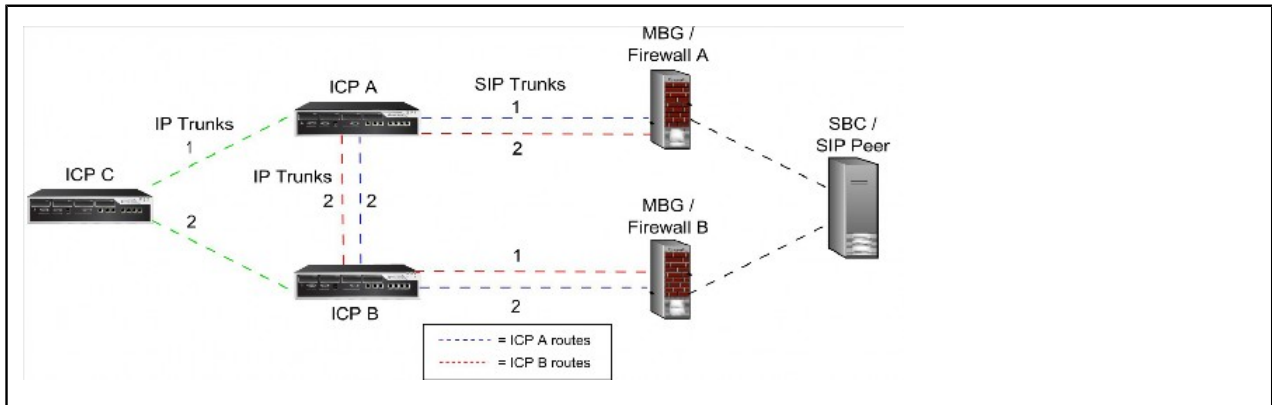 MBG /
Firewall A
ICP A
SIP Trunks
1
IP Trunks
1
2
SBC /
SIP Peer
ICP C
IP Trunks
2
2
2
MBG /
Firewall B
1
2
ICP B
= ICP A routes
= ICP B routes